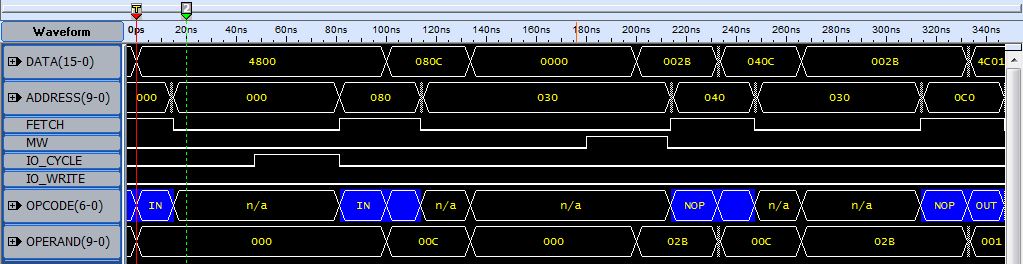 T 2
Waveform 0ps 20ns 40ns 60ns 80ns 100ns 120ns 140ns 160ns 180ns 200ns 220ns 240ns 260ns 280ns 300ns 320ns 340ns
DATA(15-0) 4800 080C 0000 002B 040C 002B 4C01
ADDRESS(9-0) 000 000 080 030 040 030 0C0
FETCH
MW
IO_CYCLE
IO_WRITE
OPCODE(6-0) IN n/a IN n/a n/a NOP n/a n/a NOP OUT
OPERAND(9-0) 000 00C 000 02B 00C 02B 001